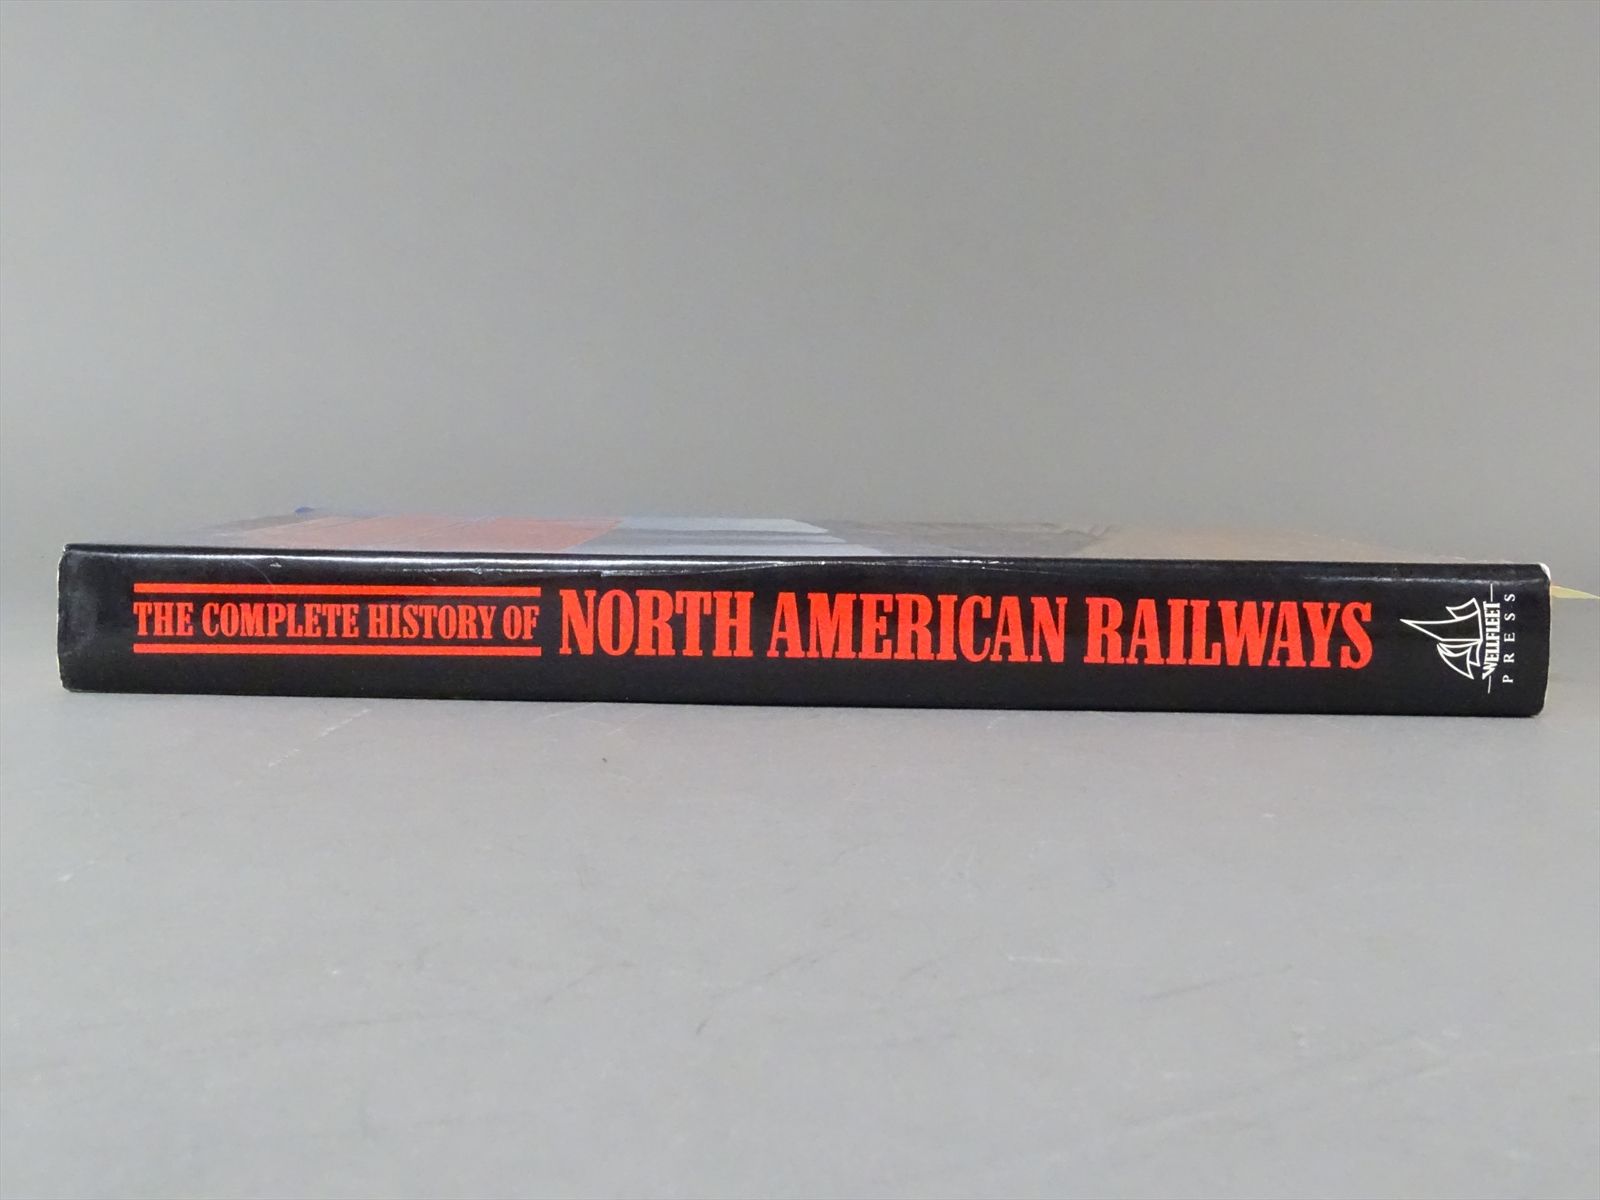 THE COMPLETE HISTORY OF NORTH AMERICAN RAILWAYS
WELLFLEET
PRESS